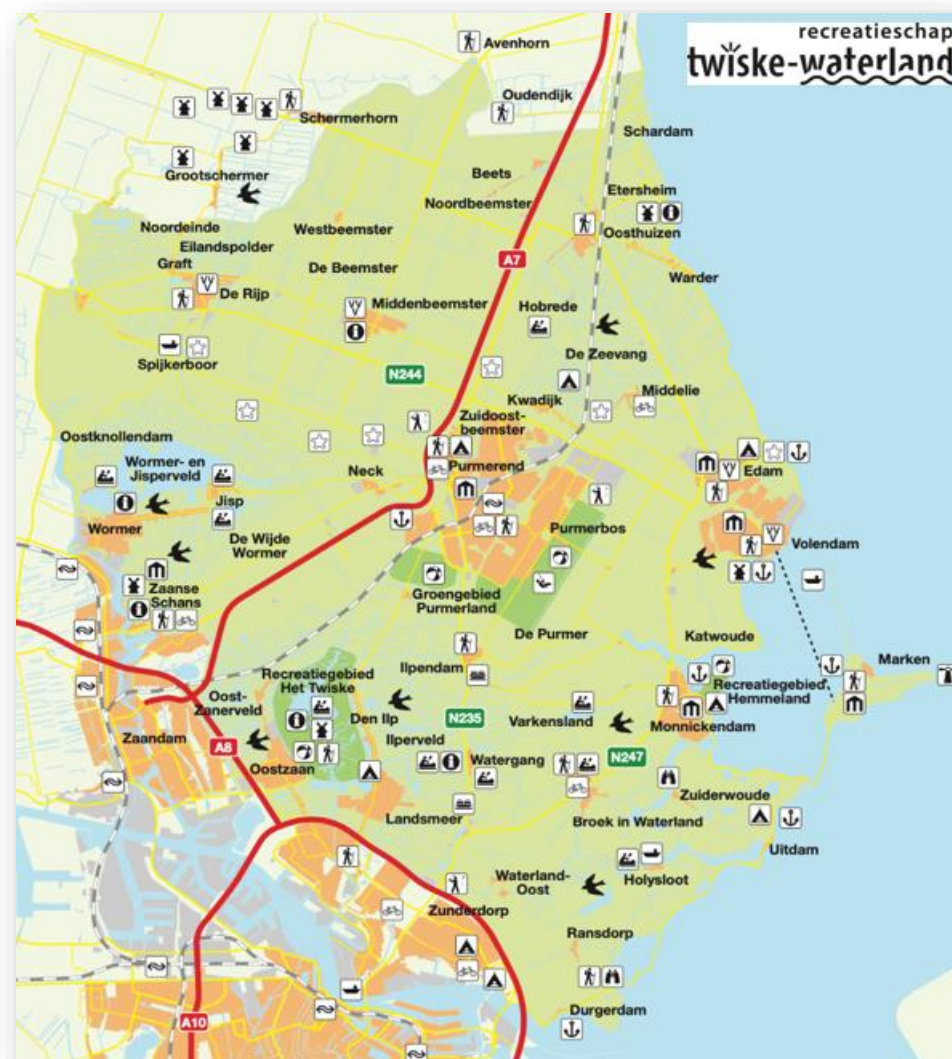 recreatieschap
twiske-waterland
Avenhorn
Oudendijk
Schermerhorn
Schardam
Grootschermer
Beets
Etersheim
Noordbeemster
Noordeinde
Westbeemster
Oosthuizen
Eilandspolder
Graft
De Beemster
A7
Warder
De Rijp
Middenbeemster
Hobrede
De Zeevang
Spijkerboor
N244
Middelie
Kwadijk
Zuidoost-
beemster
Oostknollendam
Wormer- en
Jisperveld
Neck
Purmerend
Edam
Jisp
Wormer
De Wijde
Wormer
Purmerbos
Volendam
Zaanse
Schans
Groengebied
Purmerland
De Purmer
Katwoude
Ilpendam
Marken
Recreatiegebied
Het Twiske
Recreatiegebied
Hemmeland
Oost-
Zanerveld
Den Ilp
N235
Varkensland
Monnickendam
Zaandam
A8
Ilperveld
Oostzaan
Watergang
N247
Zuiderwoude
Landsmeer
Broek in Waterland
Uitdam
Waterland-
Oost
Holysloot
Zunderdorp
Ransdorp
Durgerdam
A10